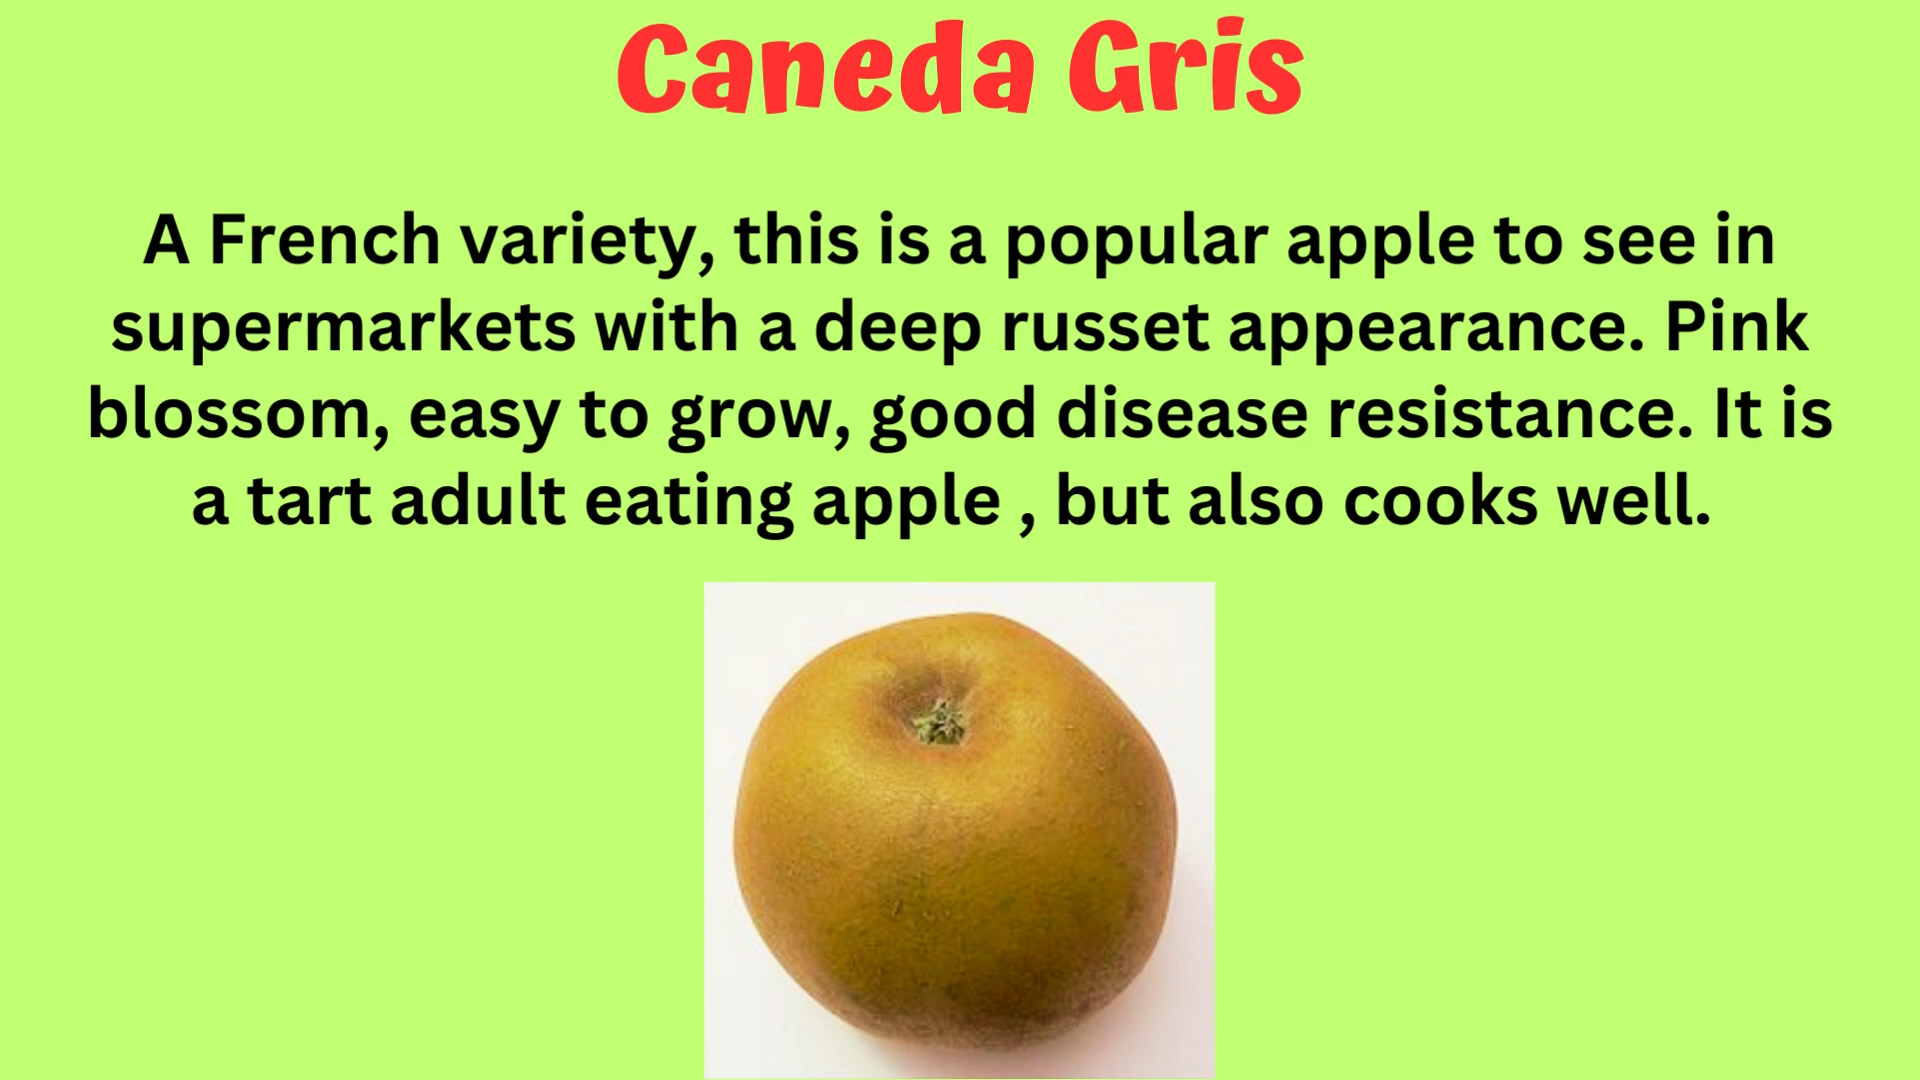 Caneda Gris
A French variety, this is a popular apple to see in
supermarkets with a deep russet appearance. Pink
blossom, easy to grow, good disease resistance. It is
a tart adult eating apple , but also cooks well.